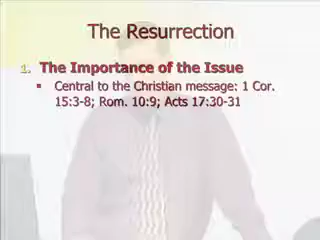 The Resurrection
1. The Importance of the Issue
▪ Central to the Christian message: 1 Cor.
15:3-8; Rom. 10:9; Acts 17:30-31